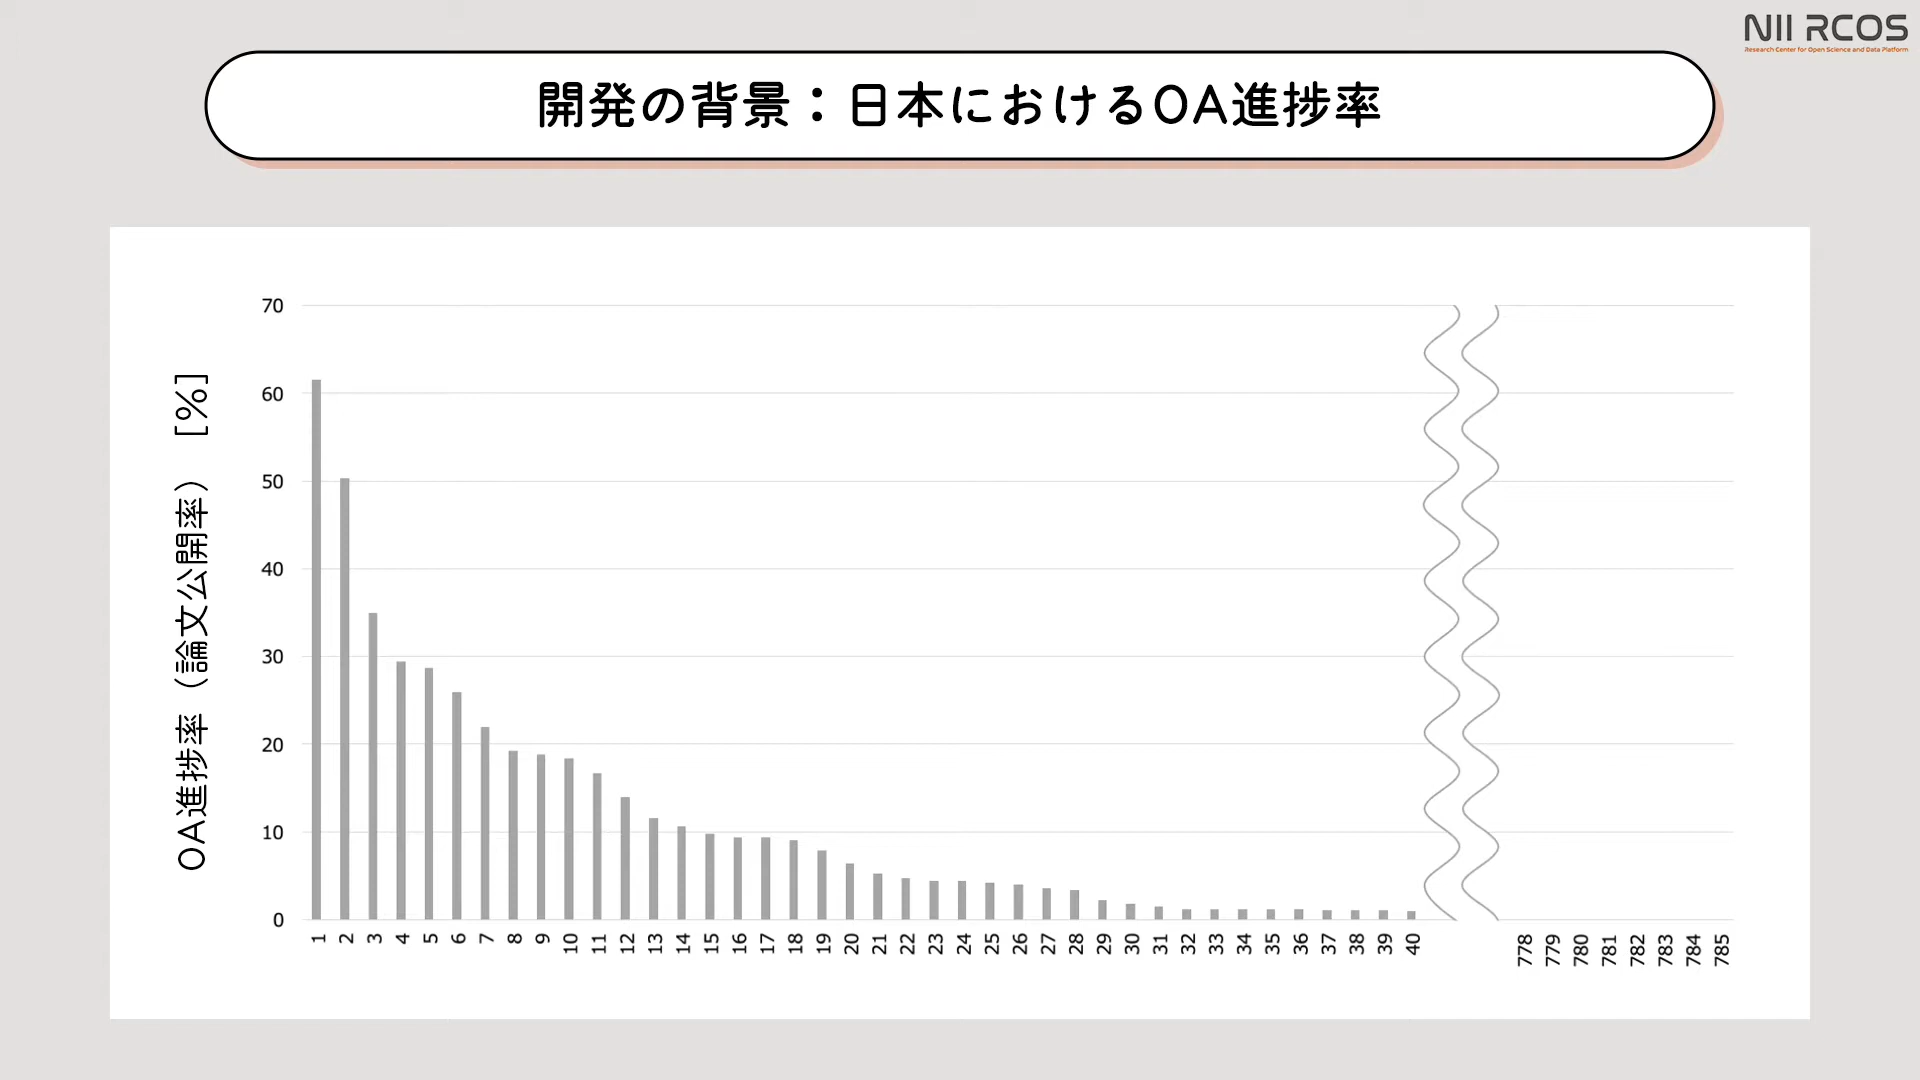 NII RCOS
Research Center for Open Science and Data Platform
開発の背景：日本におけるOA進捗率
OA進捗率（論文公開率）［％］
70
60
50
40
30
20
10
0
1 2 3 4 5 6 7 8 9 10 11 12 13 14 15 16 17 18 19 20 21 22 23 24 25 26 27 28 29 30 31 32 33 34 35 36 37 38 39 40 778 779 780 781 782 783 784 785